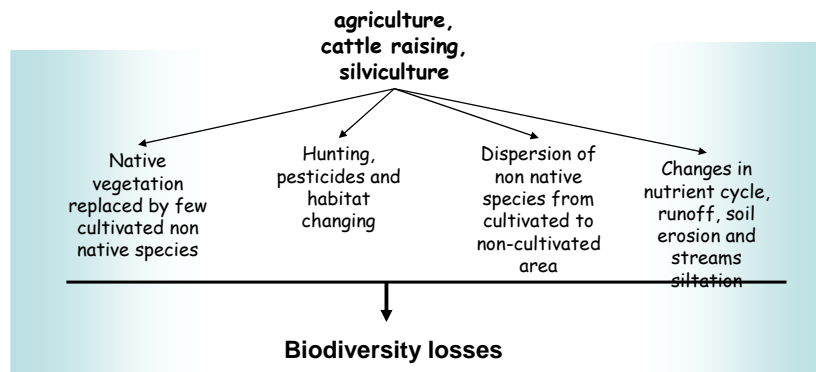 agriculture,
cattle raising,
silviculture
Native
vegetation
replaced by few
cultivated non
native species
Hunting,
pesticides and
habitat
changing
Dispersion of
non native
species from
cultivated to
non-cultivated
area
Changes in
nutrient cycle,
runoff, soil
erosion and
streams
siltation
Biodiversity losses